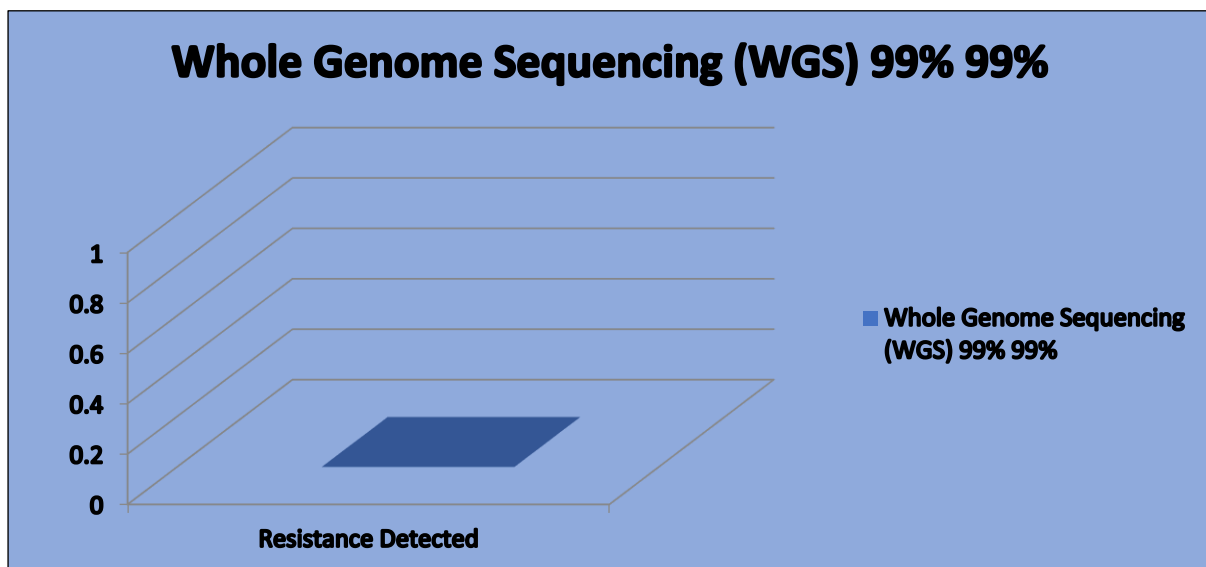 Whole Genome Sequencing (WGS) 99% 99%
1
0.8
0.6
0.4
0.2
0
Resistance Detected
Whole Genome Sequencing
(WGS) 99% 99%